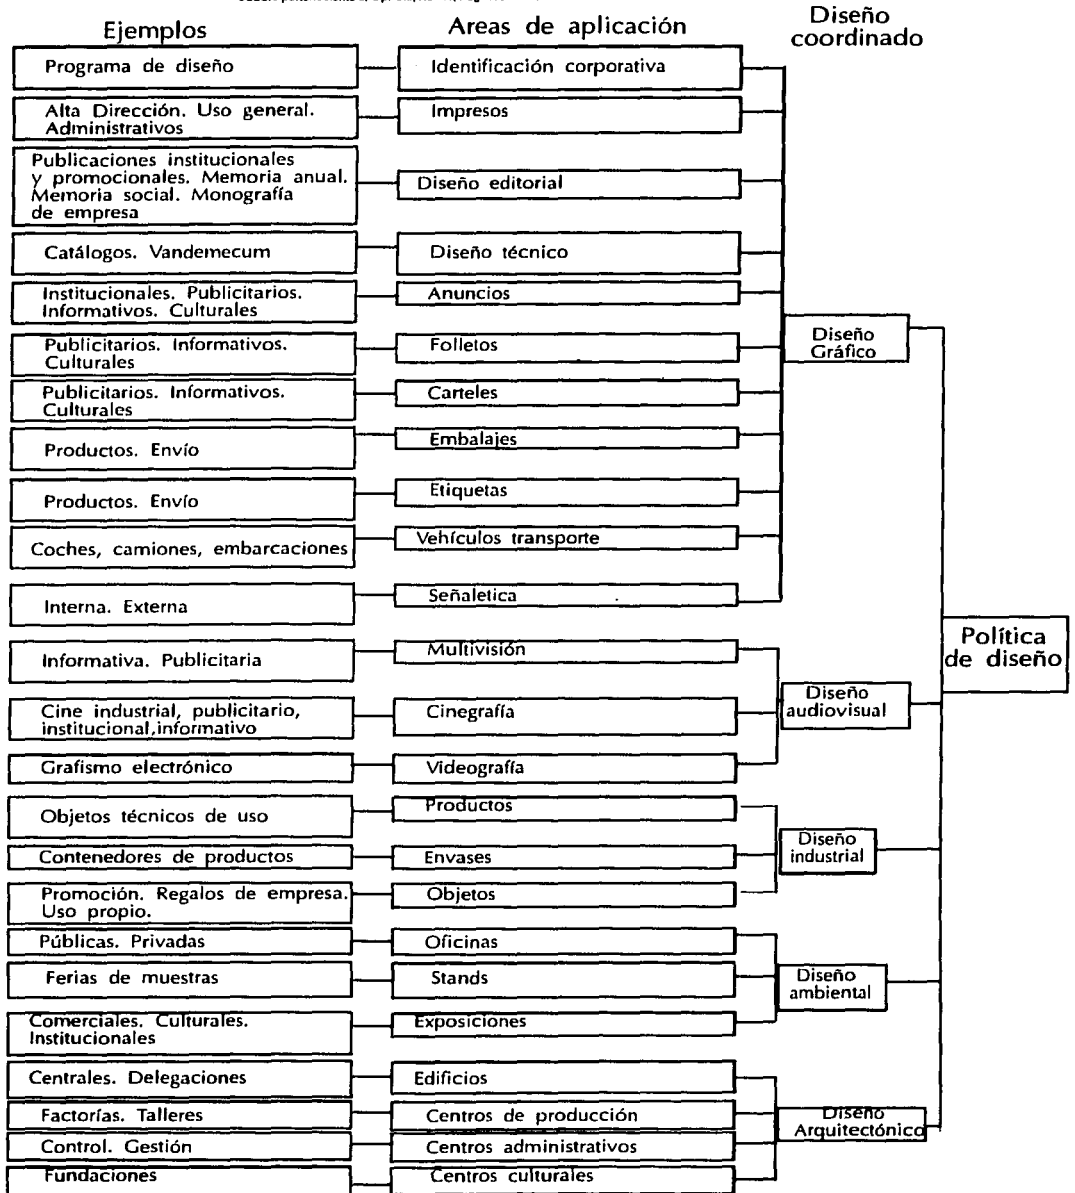 Ejemplos
Areas de aplicación
Diseño
coordinado
Programa de diseño
Identificación corporativa
Alta Dirección. Uso general.
Administrativos
Impresos
Publicaciones institucionales
y promocionales. Memoria anual.
Memoria social. Monografía
de empresa
Diseño editorial
Catálogos. Vandemecum
Diseño técnico
Institucionales. Publicitarios.
Informativos. Culturales
Anuncios
Publicitarios. Informativos.
Culturales
Folletos
Diseño
Gráfico
Publicitarios. Informativos.
Culturales
Carteles
Productos. Envío
Embalajes
Productos. Envío
Etiquetas
Coches, camiones, embarcaciones
Vehículos transporte
Interna. Externa
Señaletica
Política
de diseño
Informativa. Publicitaria
Multivisión
Cine industrial, publicitario,
institucional,informativo
Cinegrafía
Diseño
audiovisual
Grafismo electrónico
Videografía
Objetos técnicos de uso
Productos
Contenedores de productos
Envases
Diseño
industrial
Promoción. Regalos de empresa.
Uso propio.
Objetos
Públicas. Privadas
Oficinas
Ferias de muestras
Stands
Diseño
ambiental
Comerciales. Culturales.
Institucionales
Exposiciones
Centrales. Delegaciones
Edificios
Factorías. Talleres
Centros de producción
Diseño
Arquitectónico
Control. Gestión
Centros administrativos
Fundaciones
Centros culturales